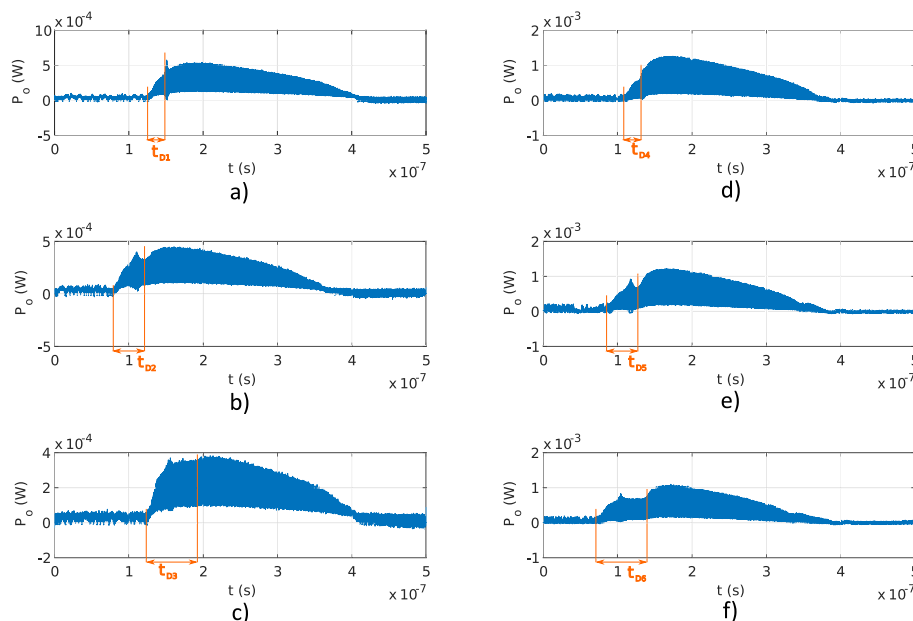 × 10⁻⁴
10
5
0
-5
P_o (W)
0 1 2 3 4 5
t (s)
× 10⁻⁷
t_D1
a)
× 10⁻⁴
5
0
-5
P_o (W)
0 1 2 3 4 5
t (s)
× 10⁻⁷
t_D2
b)
× 10⁻⁴
4
2
0
-2
P_o (W)
0 1 2 3 4 5
t (s)
× 10⁻⁷
t_D3
c)
× 10⁻³
2
1
0
-1
P_o (W)
0 1 2 3 4 5
t (s)
× 10⁻⁷
t_D4
d)
× 10⁻³
2
1
0
-1
P_o (W)
0 1 2 3 4 5
t (s)
× 10⁻⁷
t_D5
e)
× 10⁻³
2
1
0
-1
P_o (W)
0 1 2 3 4 5
t (s)
× 10⁻⁷
t_D6
f)